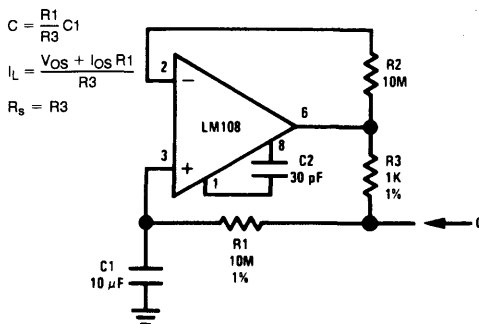 C = R1/R3 C1
I_L = (V_OS + I_OS R1)/R3
R_s = R3
2
−
LM108
6
3
+
8
1
C2
30 pF
R2
10M
R3
1K
1%
R1
10M
1%
C1
10 μF
C